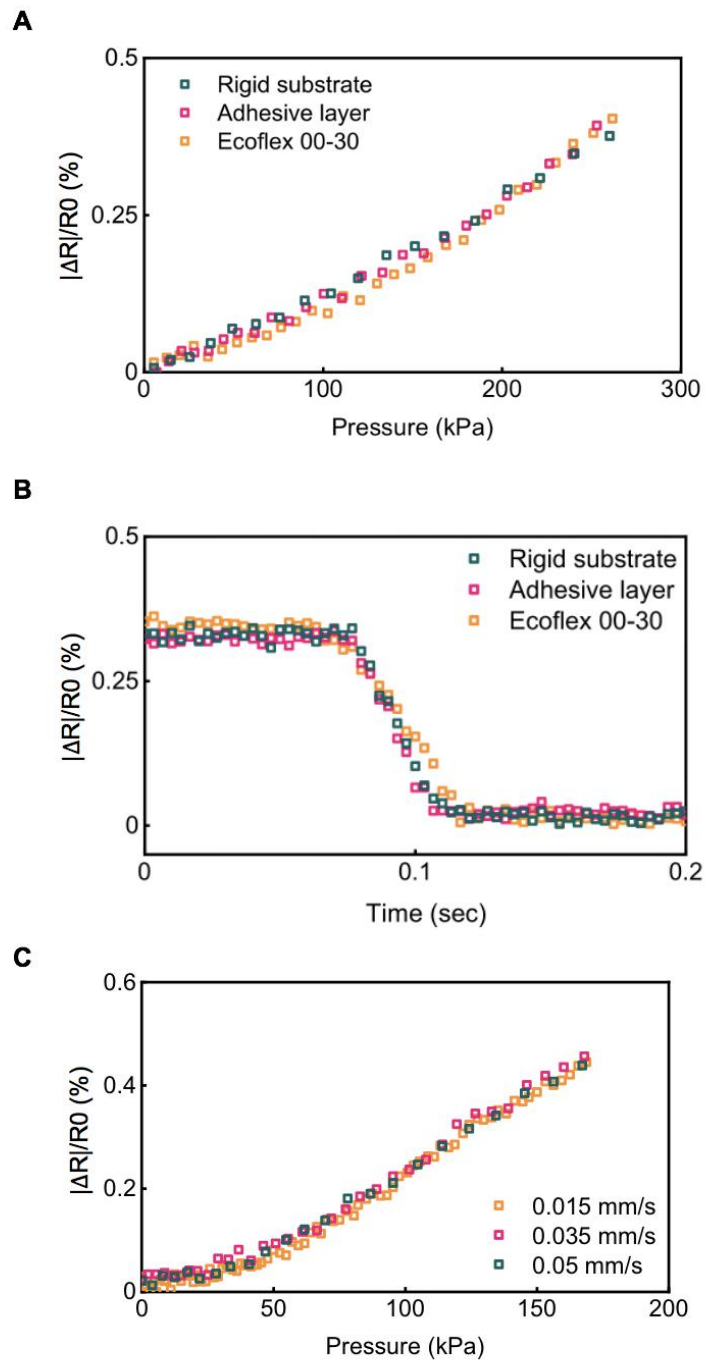 A
0.5
Rigid substrate
Adhesive layer
Ecoflex 00-30
|ΔR|/R0 (%)
0.25
0
0 100 200 300
Pressure (kPa)
B
0.5
Rigid substrate
Adhesive layer
Ecoflex 00-30
|ΔR|/R0 (%)
0.25
0
0 0.1 0.2
Time (sec)
C
0.6
|ΔR|/R0 (%)
0.4
0.2
0.015 mm/s
0.035 mm/s
0.05 mm/s
0
0 50 100 150 200
Pressure (kPa)